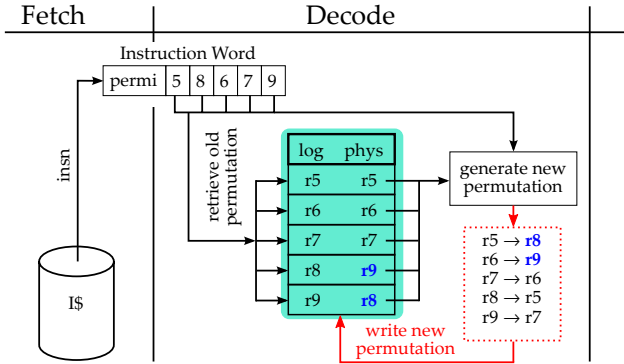 Fetch
Decode
Instruction Word
permi 5 8 6 7 9
insn
retrieve old
permutation
log phys
r5 r5
r6 r6
r7 r7
r8 r9
r9 r8
generate new
permutation
r5 → r8
r6 → r9
r7 → r6
r8 → r5
r9 → r7
write new
permutation
I$